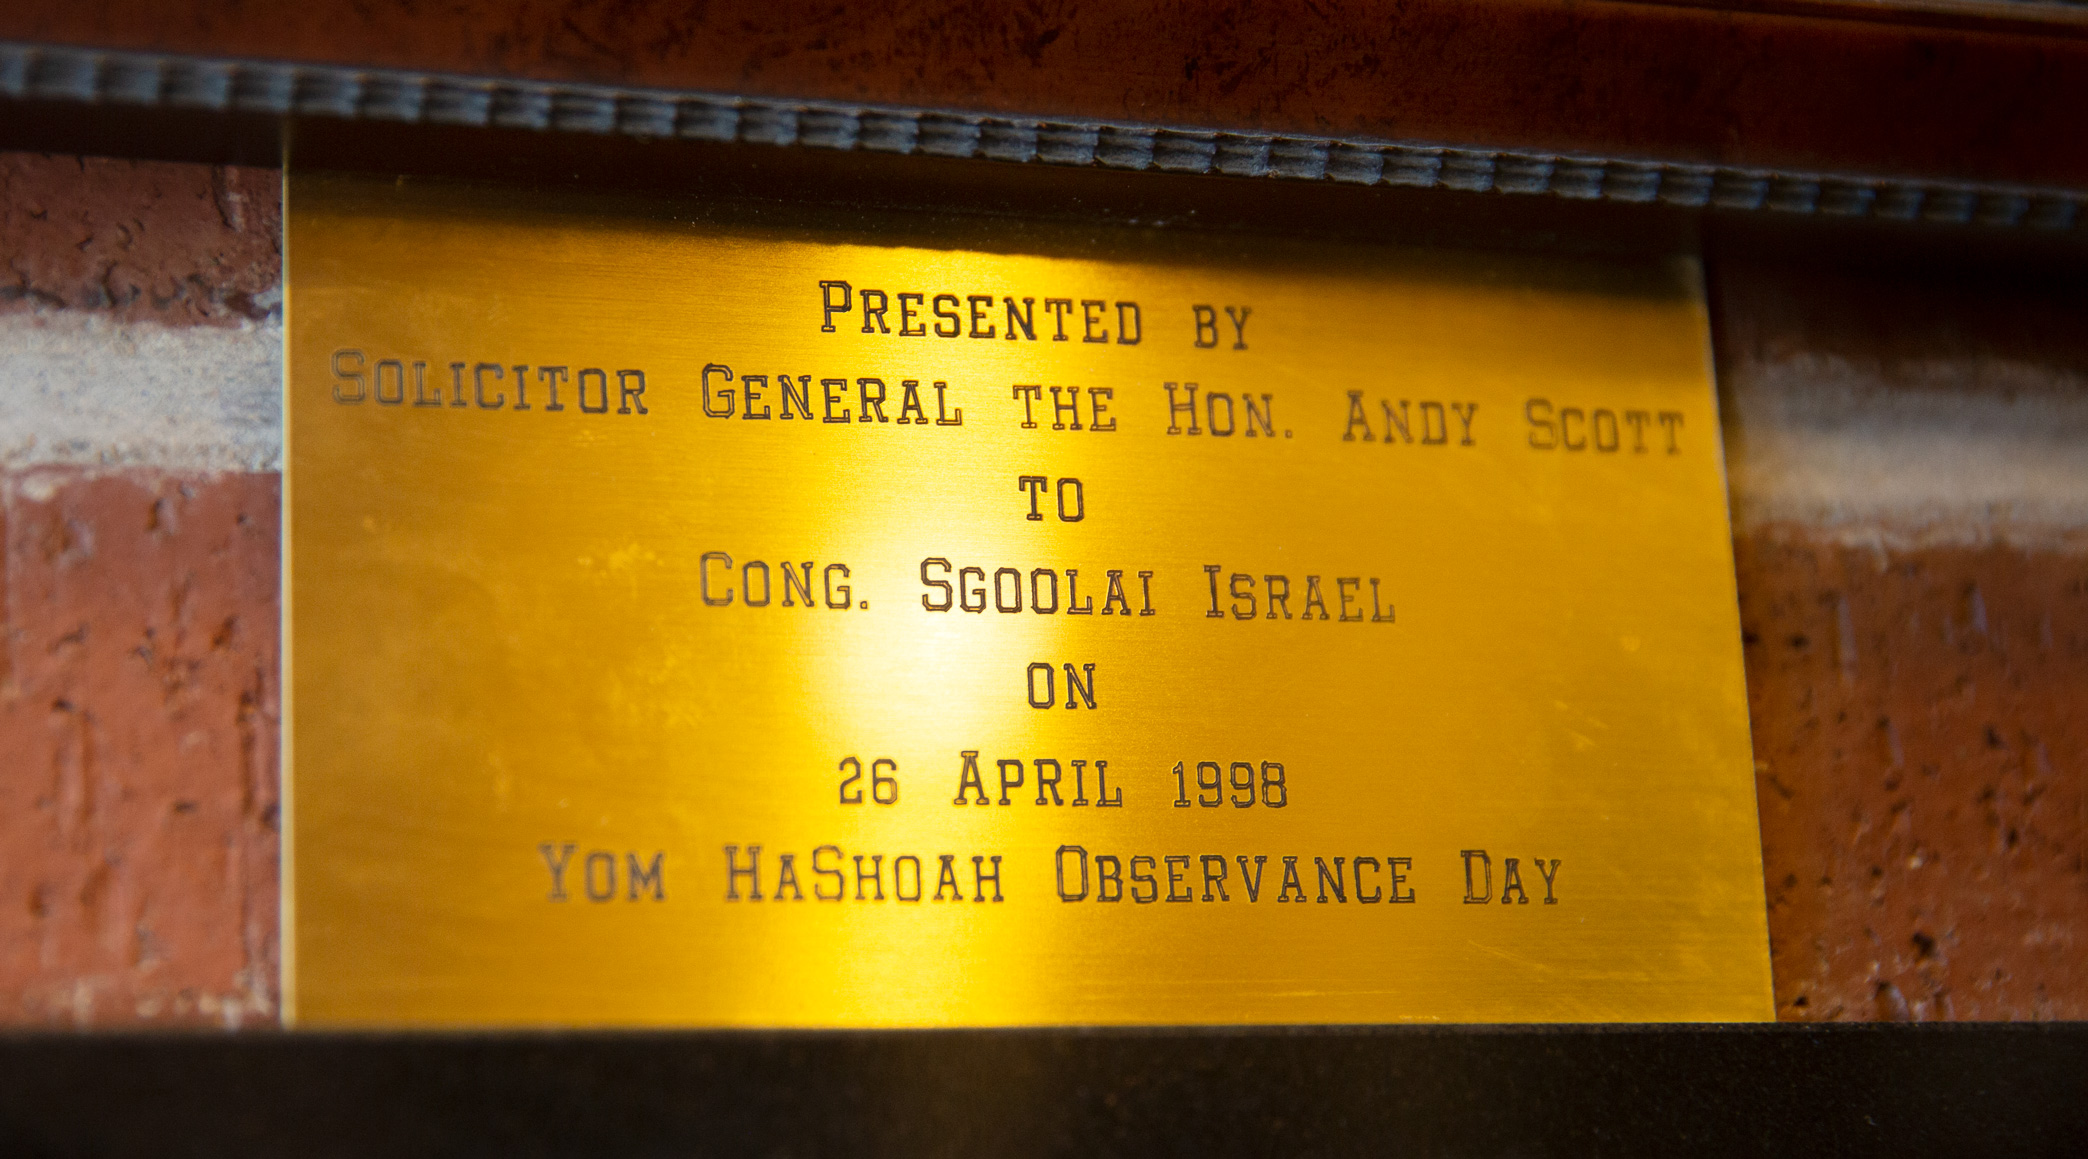 Presented by
Solicitor General the Hon. Andy Scott
to
Cong. Sgoolai Israel
on
26 April 1998
Yom HaShoah Observance Day